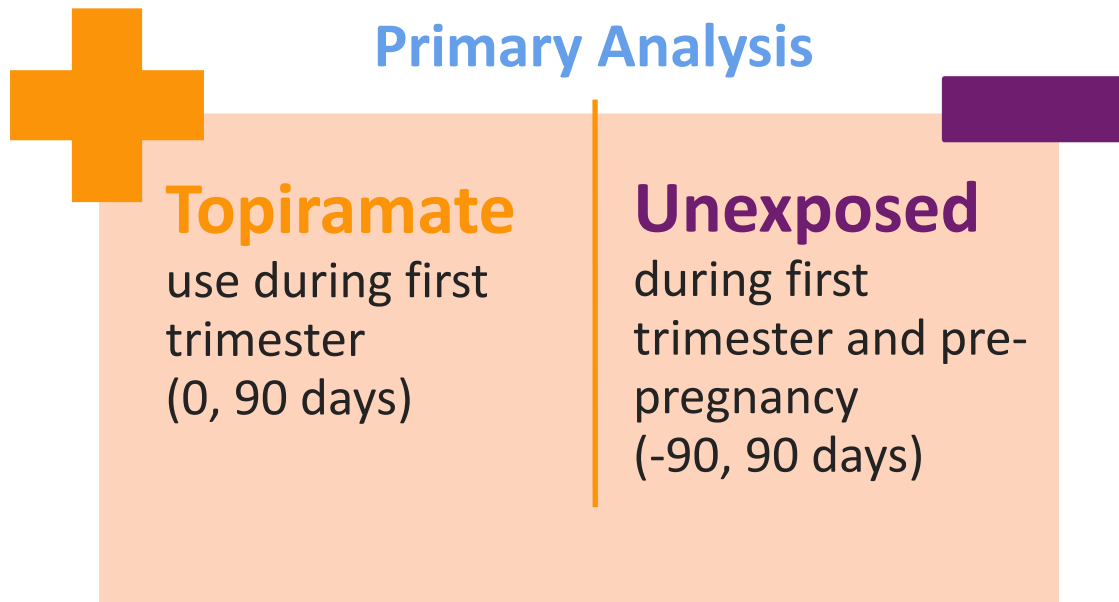 Primary Analysis
Topiramate
use during first
trimester
(0, 90 days)
Unexposed
during first
trimester and pre-
pregnancy
(-90, 90 days)